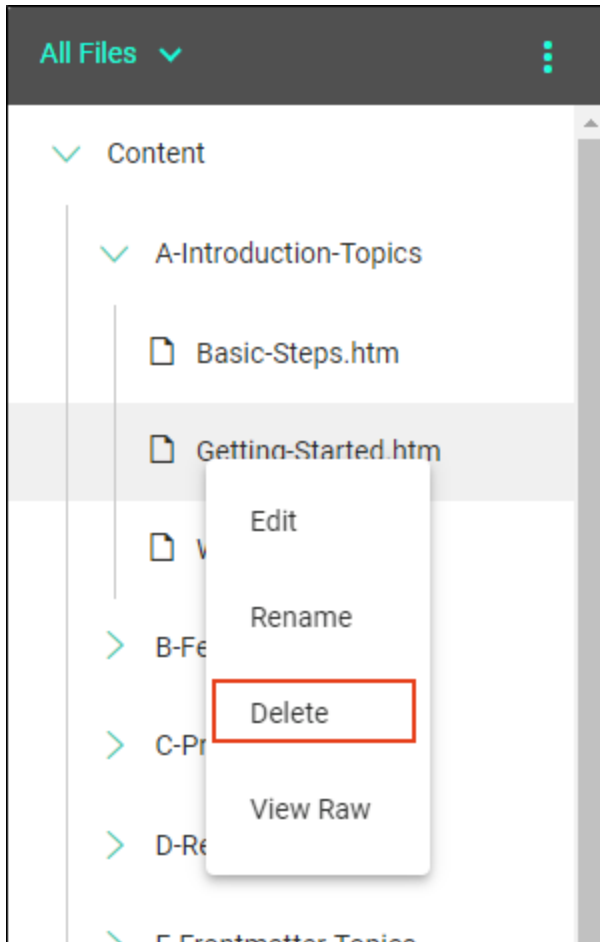 All Files
Content
A-Introduction-Topics
Basic-Steps.htm
Getting-Started.htm
Edit
Rename
Delete
View Raw